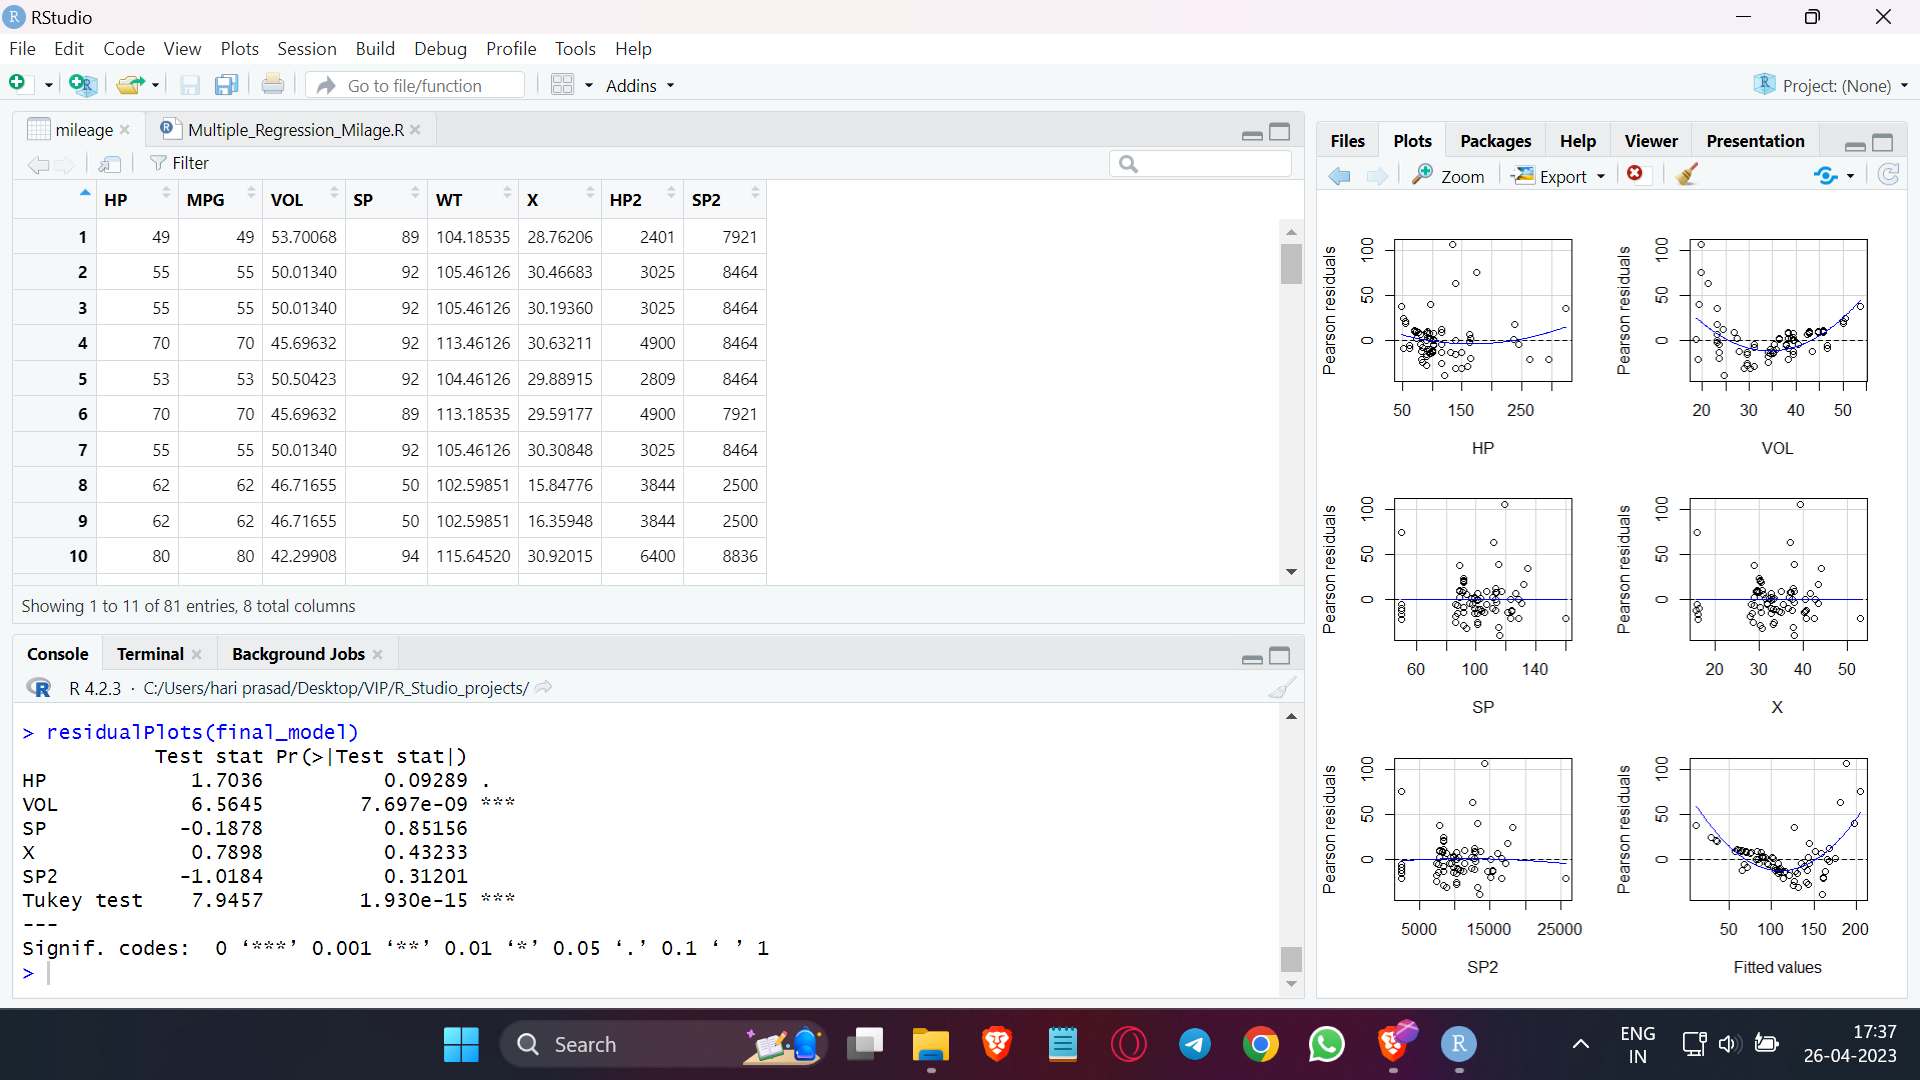 RStudio
File Edit Code View Plots Session Build Debug Profile Tools Help
Go to file/function Addins Project: (None)
mileage Multiple_Regression_Milage.R
Filter
HP MPG VOL SP WT X HP2 SP2
1 49 49 53.70068 89 104.18535 28.76206 2401 7921
2 55 55 50.01340 92 105.46126 30.46683 3025 8464
3 55 55 50.01340 92 105.46126 30.19360 3025 8464
4 70 70 45.69632 92 113.46126 30.63211 4900 8464
5 53 53 50.50423 92 104.46126 29.88915 2809 8464
6 70 70 45.69632 89 113.18535 29.59177 4900 7921
7 55 55 50.01340 92 105.46126 30.30848 3025 8464
8 62 62 46.71655 50 102.59851 15.84776 3844 2500
9 62 62 46.71655 50 102.59851 16.35948 3844 2500
10 80 80 42.29908 94 115.64520 30.92015 6400 8836
Showing 1 to 11 of 81 entries, 8 total columns
Console Terminal Background Jobs
R 4.2.3 · C:/Users/hari prasad/Desktop/VIP/R_Studio_projects/
> residualPlots(final_model)
Test stat Pr(>|Test stat|)
HP 1.7036 0.09289 .
VOL 6.5645 7.697e-09 ***
SP -0.1878 0.85156
X 0.7898 0.43233
SP2 -1.0184 0.31201
Tukey test 7.9457 1.930e-15 ***
---
Signif. codes: 0 ‘***’ 0.001 ‘**’ 0.01 ‘*’ 0.05 ‘.’ 0.1 ‘ ’ 1
>
Files Plots Packages Help Viewer Presentation
Zoom Export
Pearson residuals
0 50 100
50 150 250
HP
Pearson residuals
0 50 100
20 30 40 50
VOL
Pearson residuals
0 50 100
60 100 140
SP
Pearson residuals
0 50 100
20 30 40 50
X
Pearson residuals
0 50 100
5000 15000 25000
SP2
Pearson residuals
0 50 100
50 100 150 200
Fitted values
Search
ENG
IN
17:37
26-04-2023